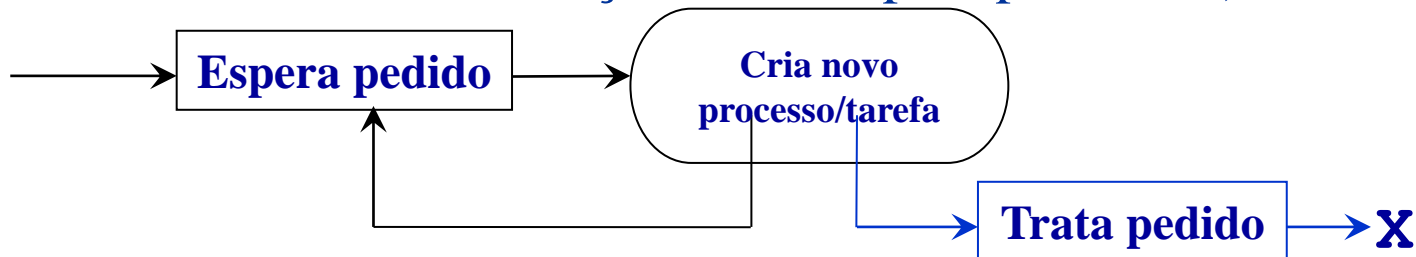 Espera pedido
Cria novo
processo/tarefa
Trata pedido
X